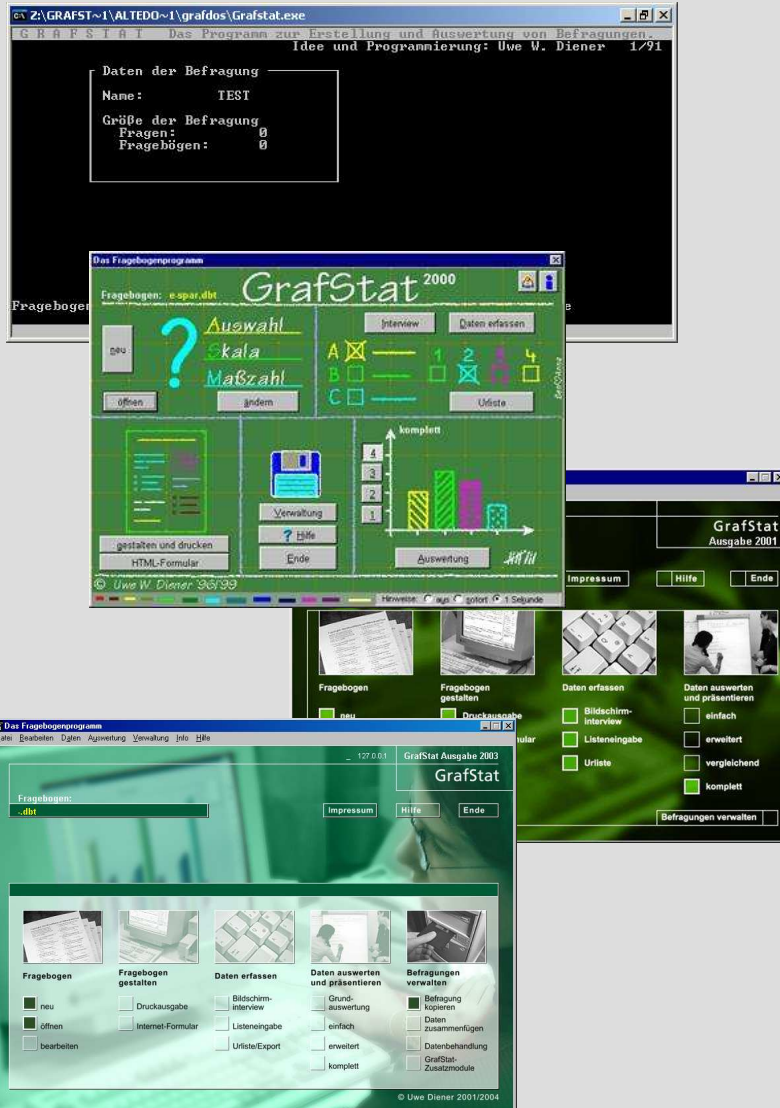 Z:\GRAFST~1\ALTEDO~1\grafdos\Grafstat.exe
G R A F S T A T Das Programm zur Erstellung und Auswertung von Befragungen.
Idee und Programmierung: Uwe W. Diener 1/91
Daten der Befragung
Name: TEST
Größe der Befragung
Fragen: 0
Fragebögen: 0
Das Fragebogenprogramm
Fragebogen: e-spar.dbt
GrafStat 2000
neu
?
Auswahl
Skala
Maßzahl
öffnen
ändern
Interview
Daten erfassen
1 2 3 4
A
B
C
Urliste
gestalten und drucken
HTML-Formular
Verwaltung
? Hilfe
Ende
komplett
4
3
2
1
Auswertung
© Uwe W. Diener '96/99
Hinweise: aus sofort 1 Sekunde
GrafStat
Ausgabe 2001
Impressum
Hilfe
Ende
Fragebogen
Fragebogen gestalten
Daten erfassen
Daten auswerten
und präsentieren
neu
Druckausgabe
Bildschirm-
interview
Listeneingabe
Urliste
einfach
erweitert
vergleichend
komplett
Befragungen verwalten
Das Fragebogenprogramm
Bearbeiten Daten Auswertung Verwaltung Info Hilfe
_ 127.0.0.1
GrafStat Ausgabe 2003
GrafStat
Fragebogen:
-.dbt
Impressum
Hilfe
Ende
Fragebogen
neu
öffnen
bearbeiten
Fragebogen
gestalten
Druckausgabe
Internet-Formular
Daten erfassen
Bildschirm-
interview
Listeneingabe
Urliste/Export
Daten auswerten
und präsentieren
Grund-
auswertung
einfach
erweitert
komplett
Befragungen
verwalten
Befragung
kopieren
Daten
zusammenfügen
Datenbehandlung
GrafStat-
Zusatzmodule
© Uwe Diener 2001/2004